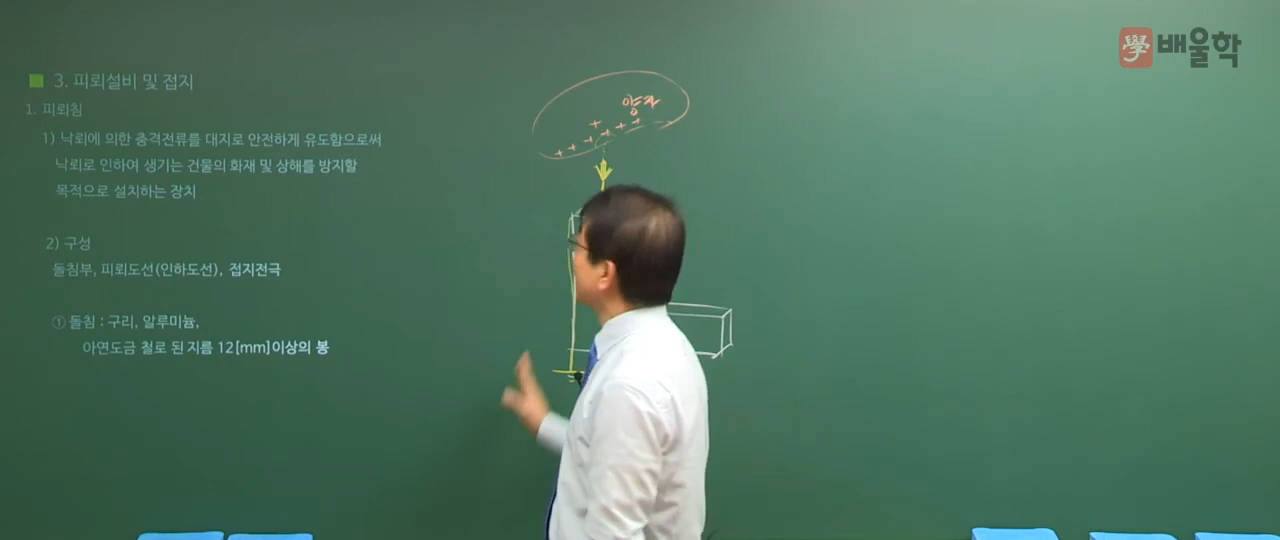 學 배울학
■ 3. 피뢰설비 및 접지
1. 피뢰침
1) 낙뢰에 의한 충격전류를 대지로 안전하게 유도함으로써
낙뢰로 인하여 생기는 건물의 화재 및 상해를 방지할
목적으로 설치하는 장치
2) 구성
돌침부, 피뢰도선(인하도선), 접지전극
① 돌침 : 구리, 알루미늄,
아연도금 철로 된 지름 12[mm]이상의 봉
양자
+ + + + + + +